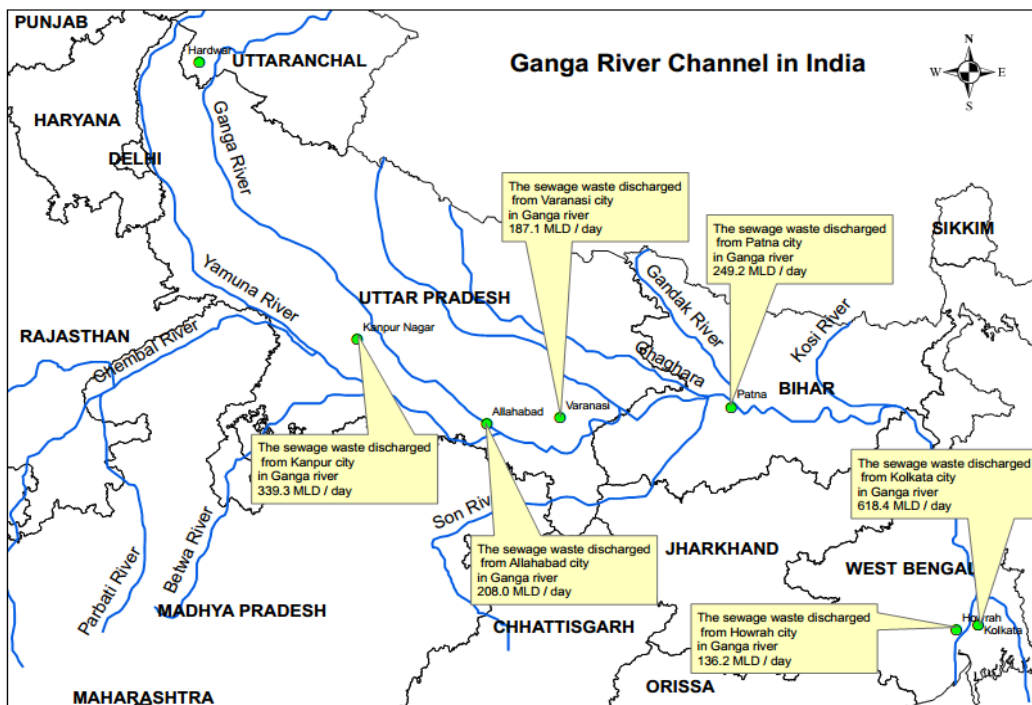 PUNJAB
Hardwar
UTTARANCHAL
Ganga River Channel in India
N
W
E
S
HARYANA
DELHI
Ganga River
The sewage waste discharged
from Varanasi city
in Ganga river
187.1 MLD / day
The sewage waste discharged
from Patna city
in Ganga river
249.2 MLD / day
SIKKIM
Yamuna River
UTTAR PRADESH
Gandak River
Kosi River
RAJASTHAN
Chembal River
Kanpur Nagar
Ghaghara
BIHAR
Patna
Allahabad
Varanasi
The sewage waste discharged
from Kanpur city
in Ganga river
339.3 MLD / day
The sewage waste discharged
from Kolkata city
in Ganga river
618.4 MLD / day
Son Riv
Parbati River
Betwa River
The sewage waste discharged
from Allahabad city
in Ganga river
208.0 MLD / day
JHARKHAND
WEST BENGAL
MADHYA PRADESH
CHHATTISGARH
The sewage waste discharged
from Howrah city
in Ganga river
136.2 MLD / day
Howrah
Kolkata
ORISSA
MAHARASHTRA